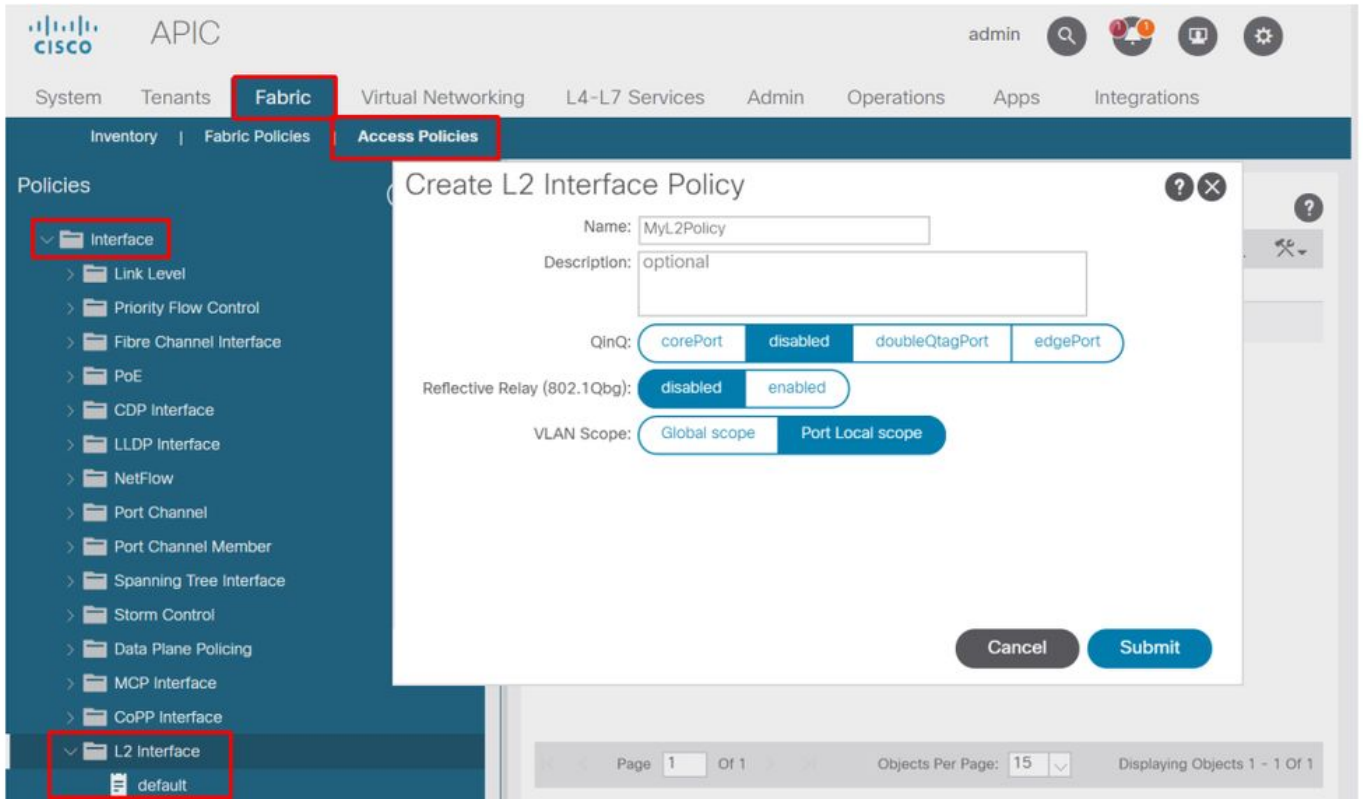 CISCO APIC admin 1
System Tenants Fabric Virtual Networking L4-L7 Services Admin Operations Apps Integrations
Inventory | Fabric Policies | Access Policies
Policies
Interface
Link Level
Priority Flow Control
Fibre Channel Interface
PoE
CDP Interface
LLDP Interface
NetFlow
Port Channel
Port Channel Member
Spanning Tree Interface
Storm Control
Data Plane Policing
MCP Interface
CoPP Interface
L2 Interface
default
Create L2 Interface Policy
Name: MyL2Policy
Description: optional
QinQ: corePort disabled doubleQtagPort edgePort
Reflective Relay (802.1Qbg): disabled enabled
VLAN Scope: Global scope Port Local scope
Cancel Submit
Page 1 Of 1 Objects Per Page: 15 Displaying Objects 1 - 1 Of 1